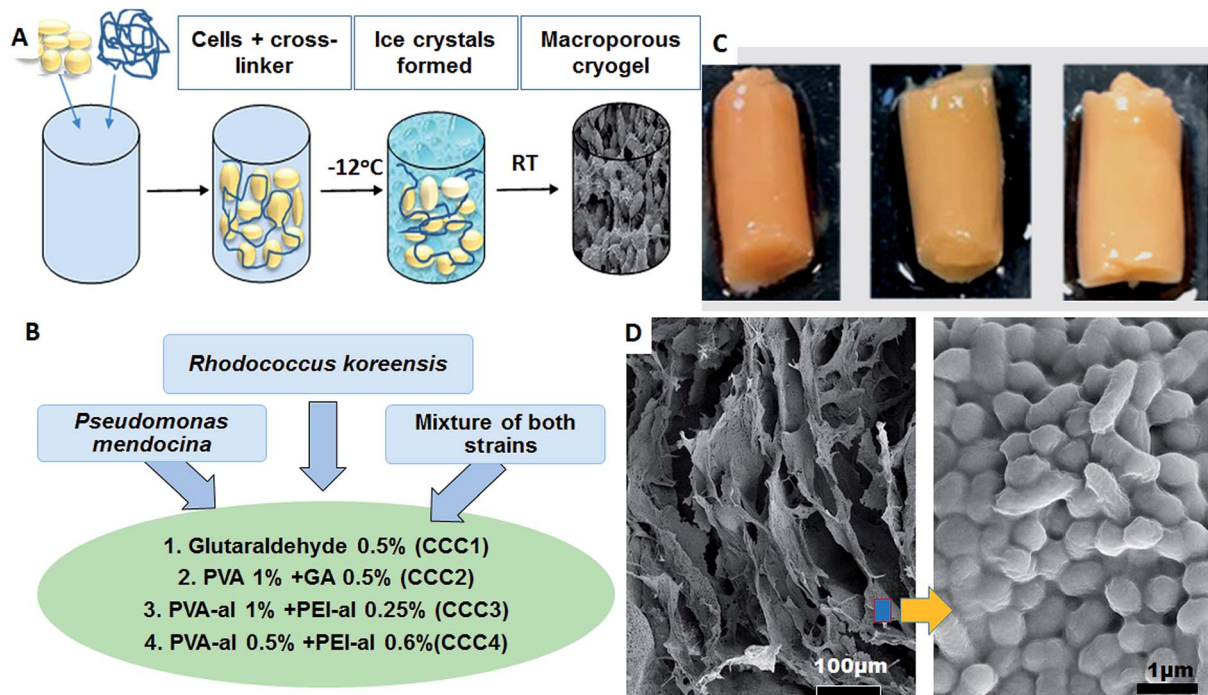 A
Cells + cross-
linker
Ice crystals
formed
Macroporous
cryogel
-12°C
RT
C
B
Rhodococcus koreensis
Pseudomonas
mendocina
Mixture of both
strains
1. Glutaraldehyde 0.5% (CCC1)
2. PVA 1% +GA 0.5% (CCC2)
3. PVA-al 1% +PEI-al 0.25% (CCC3)
4. PVA-al 0.5% +PEI-al 0.6%(CCC4)
D
100µm
1µm